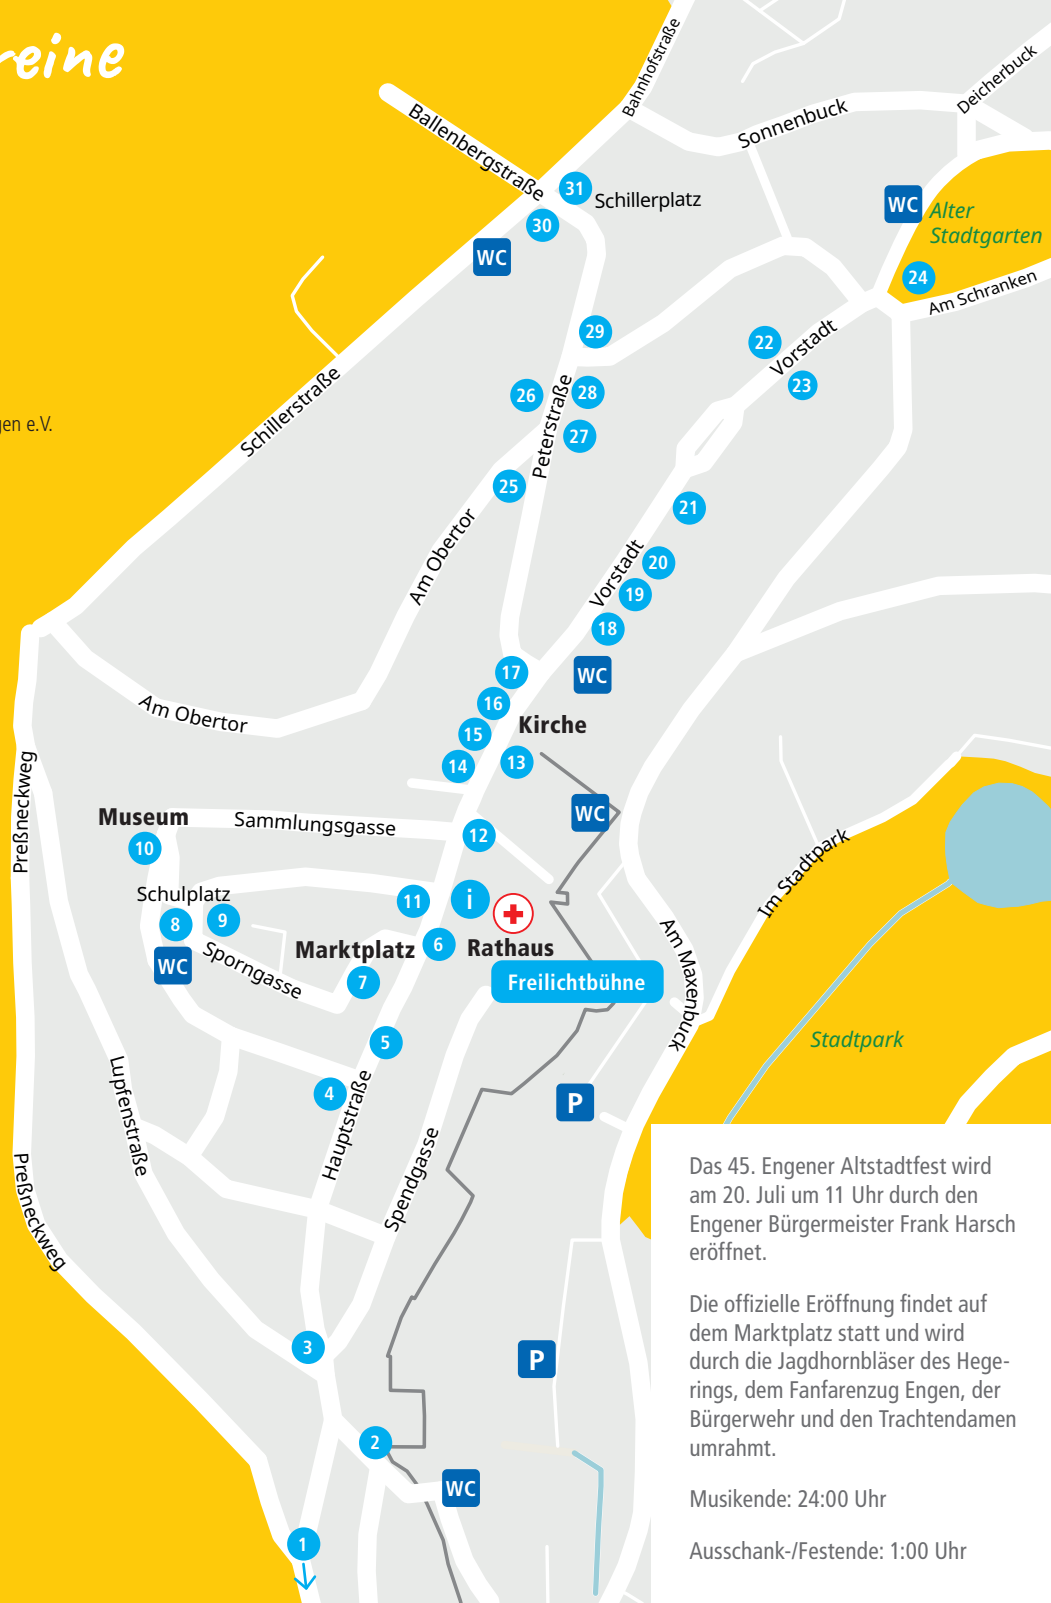 reine
gen e.V.
Bahnhofstraße
Deicherbuck
Sonnenbuck
Ballenbergstraße
31
Schillerplatz
WC
Alter
Stadtgarten
30
WC
24
Am Schranken
29
22
Vorstadt
23
Schillerstraße
26
28
Peterstraße
27
25
21
Am Obertor
Vorstadt
20
19
18
17
WC
16
Am Obertor
15
Kirche
14
13
Preßneckweg
Museum
Sammlungsgasse
WC
12
10
Im Stadtpark
Schulplatz
11
i
8
9
6
Rathaus
Marktplatz
WC
Sporngasse
7
Freilichtbühne
Am Maxenbuck
5
Stadtpark
4
P
Lupfenstraße
Hauptstraße
Spendgasse
Preßneckweg
3
P
2
WC
1
Das 45. Engener Altstadtfest wird
am 20. Juli um 11 Uhr durch den
Engener Bürgermeister Frank Harsch
eröffnet.
Die offizielle Eröffnung findet auf
dem Marktplatz statt und wird
durch die Jagdhornbläser des Hege-
rings, dem Fanfarenzug Engen, der
Bürgerwehr und den Trachtendamen
umrahmt.
Musikende: 24:00 Uhr
Ausschank-/Festende: 1:00 Uhr